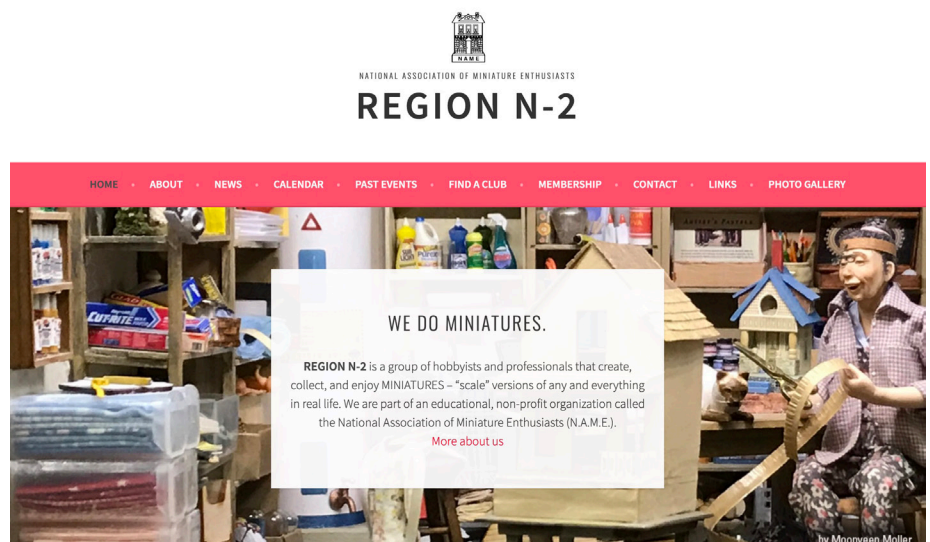 NAME
NATIONAL ASSOCIATION OF MINIATURE ENTHUSIASTS
REGION N-2
HOME • ABOUT • NEWS • CALENDAR • PAST EVENTS • FIND A CLUB • MEMBERSHIP • CONTACT • LINKS • PHOTO GALLERY
CUT-RITE
WE DO MINIATURES.
REGION N-2 is a group of hobbyists and professionals that create,
collect, and enjoy MINIATURES – “scale” versions of any and everything
in real life. We are part of an educational, non-profit organization called
the National Association of Miniature Enthusiasts (N.A.M.E.).
More about us
by Moonyeen Moller